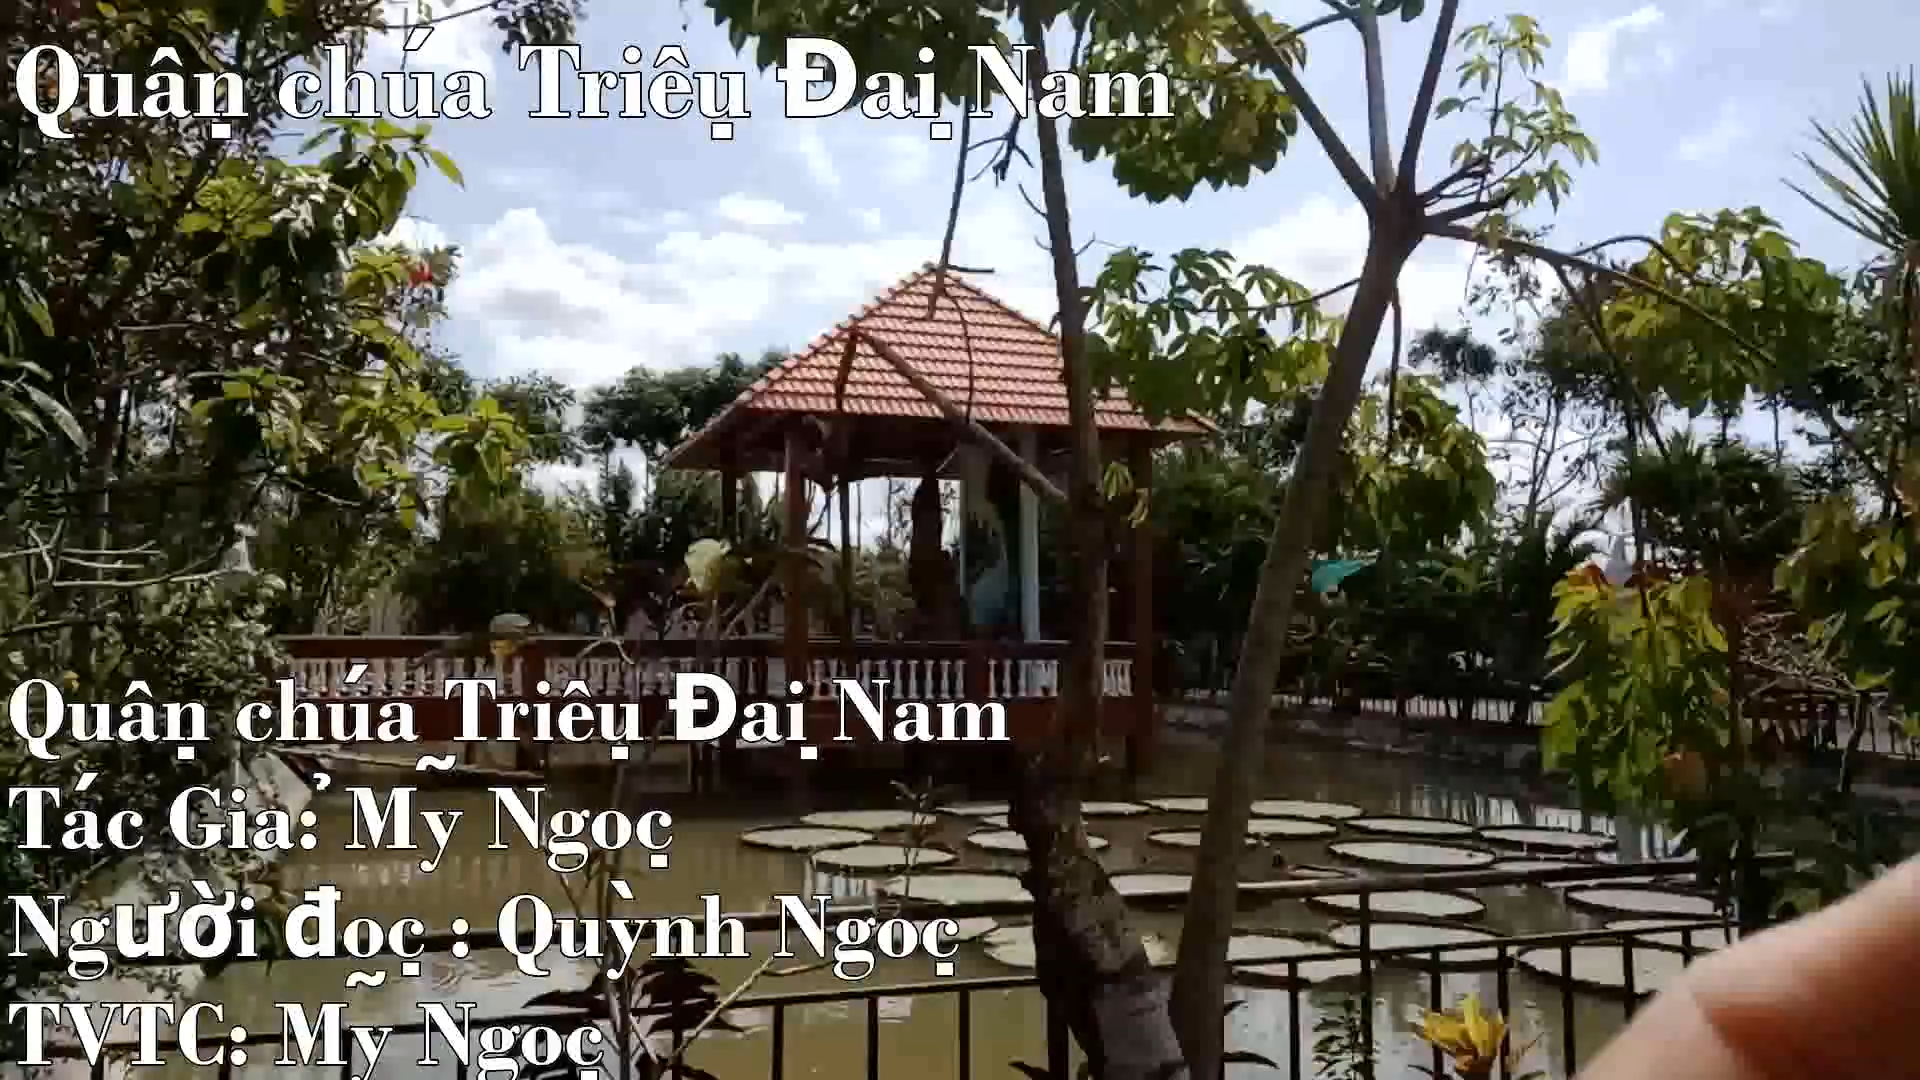 Quận chúa Triệu Đại Nam
Quận chúa Triệu Đại Nam
Tác Giả: Mỹ Ngọc
Người đọc : Quỳnh Ngọc
TVTC: Mỹ Ngọc